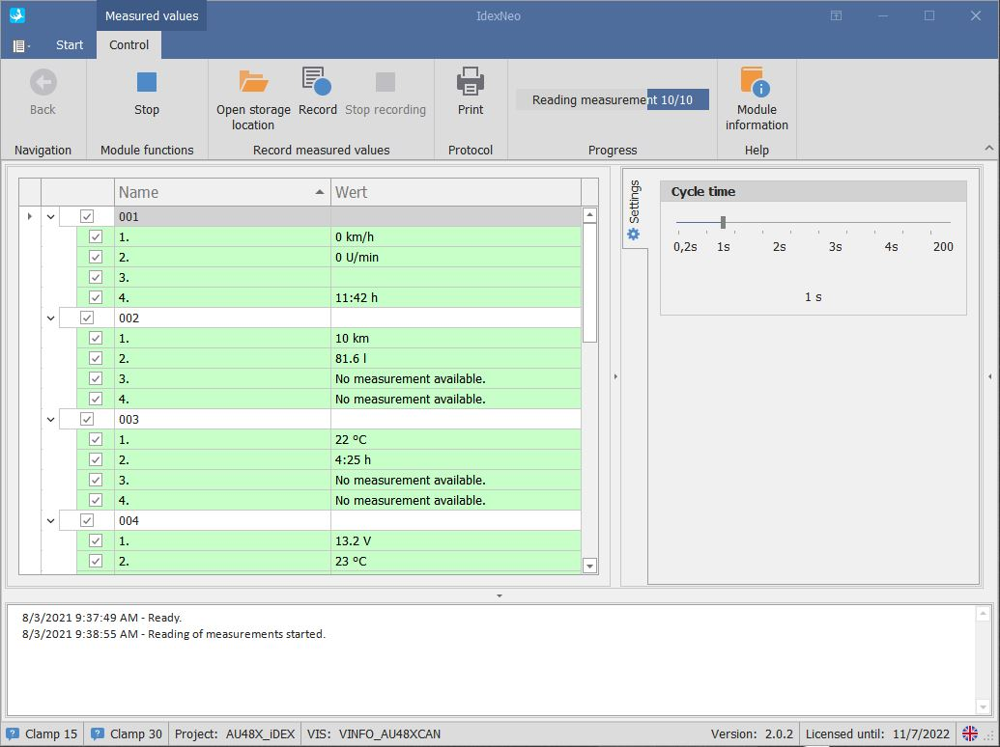 Measured values
IdexNeo
Start
Control
Back
Stop
Open storage location
Record
Stop recording
Print
Reading measurement 10/10
Module information
Navigation
Module functions
Record measured values
Protocol
Progress
Help
Name Wert
001
1. 0 km/h
2. 0 U/min
3.
4. 11:42 h
002
1. 10 km
2. 81.6 l
3. No measurement available.
4. No measurement available.
003
1. 22 ºC
2. 4:25 h
3. No measurement available.
4. No measurement available.
004
1. 13.2 V
2. 23 ºC
Settings
Cycle time
0,2s 1s 2s 3s 4s 200
1 s
8/3/2021 9:37:49 AM - Ready.
8/3/2021 9:38:55 AM - Reading of measurements started.
Clamp 15 Clamp 30 Project: AU48X_iDEX VIS: VINFO_AU48XCAN Version: 2.0.2 Licensed until: 11/7/2022